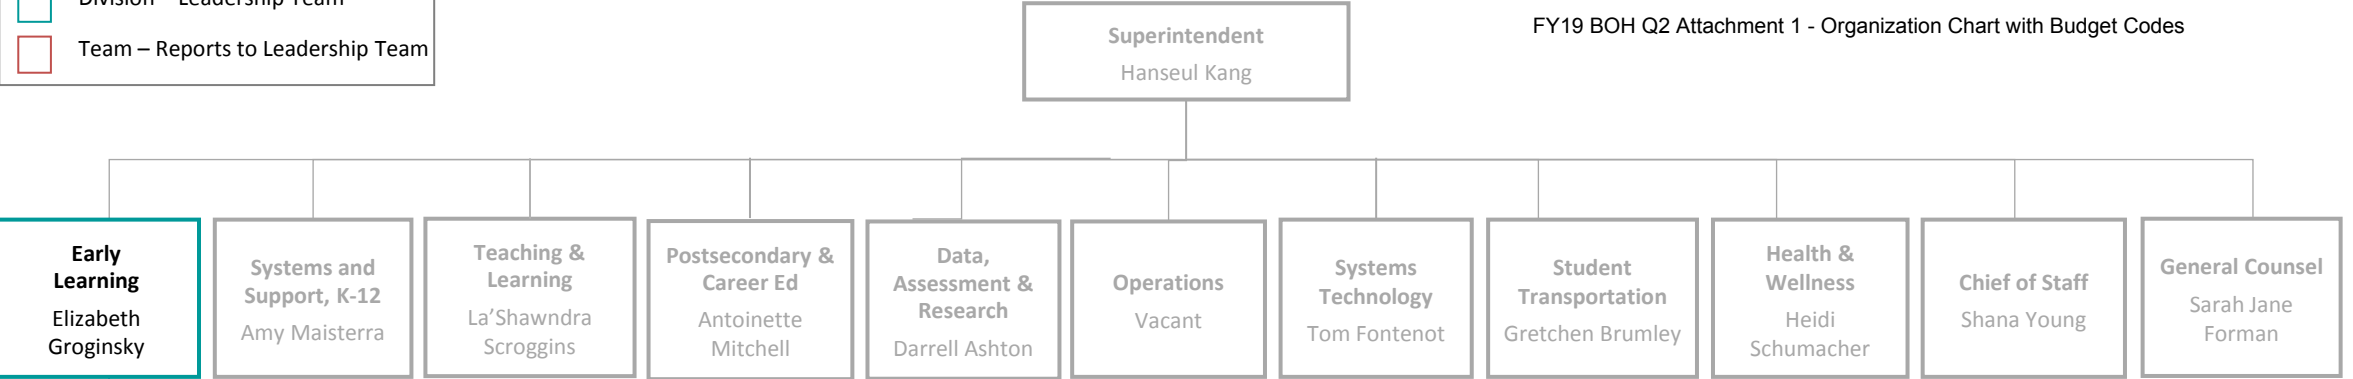 Division – Leadership Team
Team – Reports to Leadership Team
Superintendent
Hanseul Kang
FY19 BOH Q2 Attachment 1 - Organization Chart with Budget Codes
Early
Learning
Elizabeth
Groginsky
Systems and
Support, K-12
Amy Maisterra
Teaching &
Learning
La’Shawndra
Scroggins
Postsecondary &
Career Ed
Antoinette
Mitchell
Data,
Assessment &
Research
Darrell Ashton
Operations
Vacant
Systems
Technology
Tom Fontenot
Student
Transportation
Gretchen Brumley
Health &
Wellness
Heidi
Schumacher
Chief of Staff
Shana Young
General Counsel
Sarah Jane
Forman